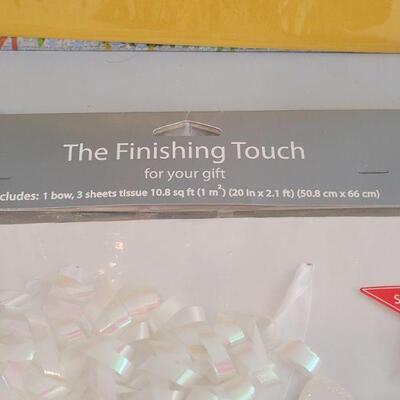 The Finishing Touch
for your gift
cludes: 1 bow, 3 sheets tissue 10.8 sq ft (1 m²) (20 in x 2.1 ft) (50.8 cm x 66 cm)
S